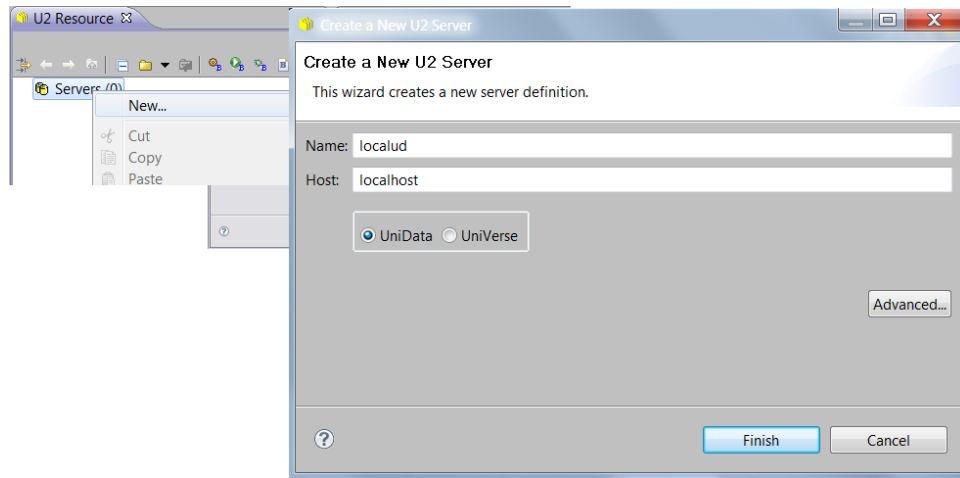 U2 Resource
Servers (0)
New...
Cut
Copy
Paste
Create a New U2 Server
Create a New U2 Server
This wizard creates a new server definition.
Name: localud
Host: localhost
UniData UniVerse
Advanced...
Finish Cancel